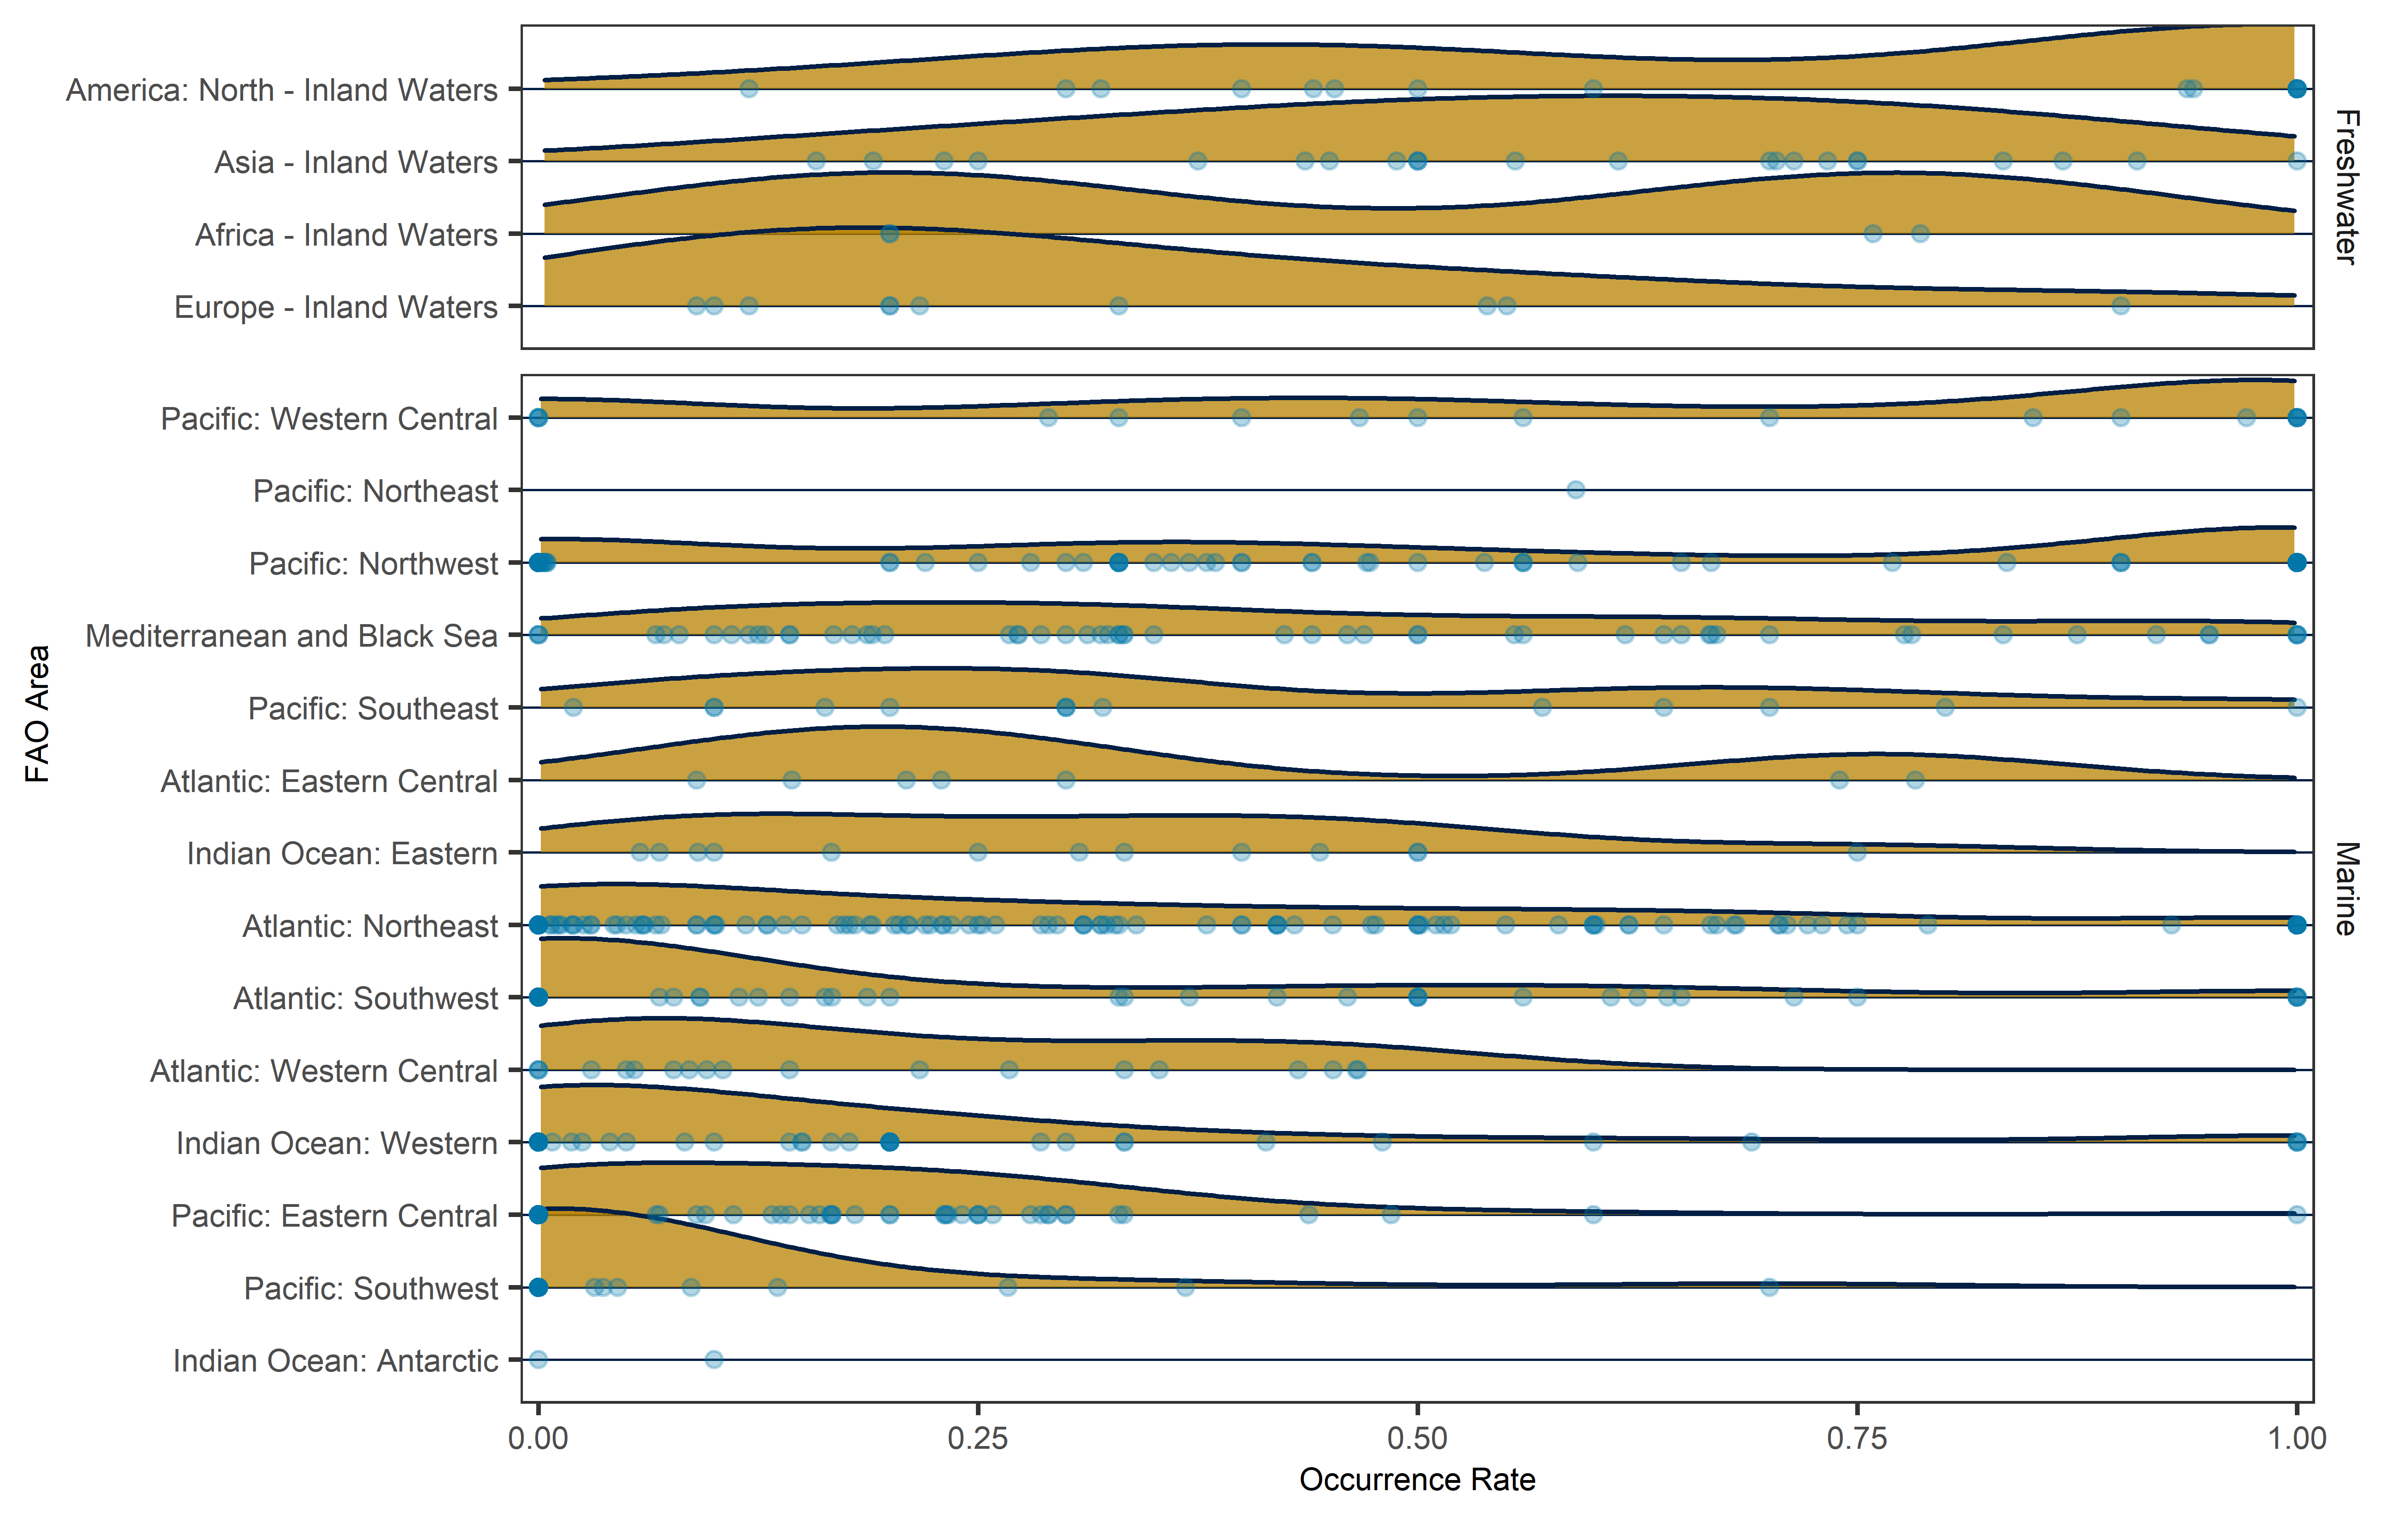 America: North - Inland Waters
Asia - Inland Waters
Africa - Inland Waters
Europe - Inland Waters
Freshwater
Pacific: Western Central
Pacific: Northeast
Pacific: Northwest
Mediterranean and Black Sea
Pacific: Southeast
Atlantic: Eastern Central
Indian Ocean: Eastern
Atlantic: Northeast
Atlantic: Southwest
Atlantic: Western Central
Indian Ocean: Western
Pacific: Eastern Central
Pacific: Southwest
Indian Ocean: Antarctic
Marine
FAO Area
0.00 0.25 0.50 0.75 1.00
Occurrence Rate